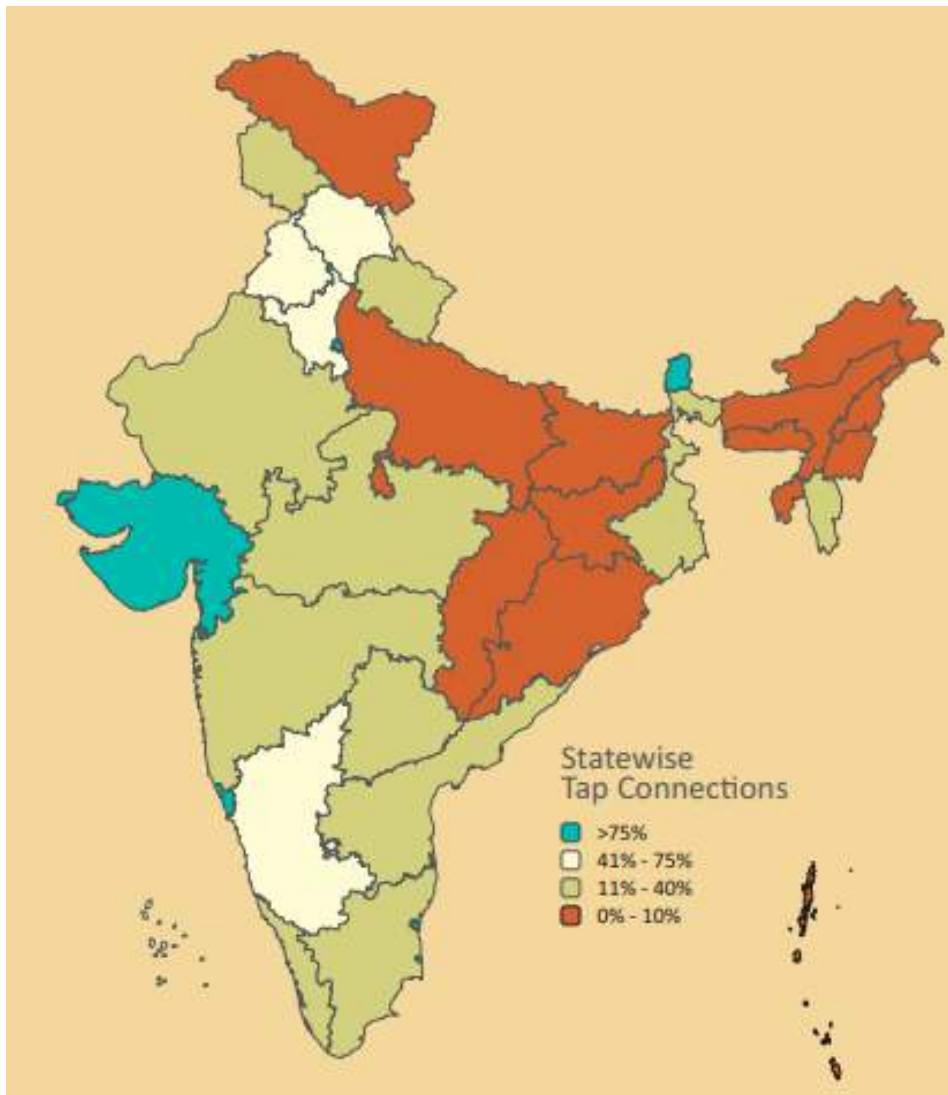 Statewise
Tap Connections
>75%
41% - 75%
11% - 40%
0% - 10%